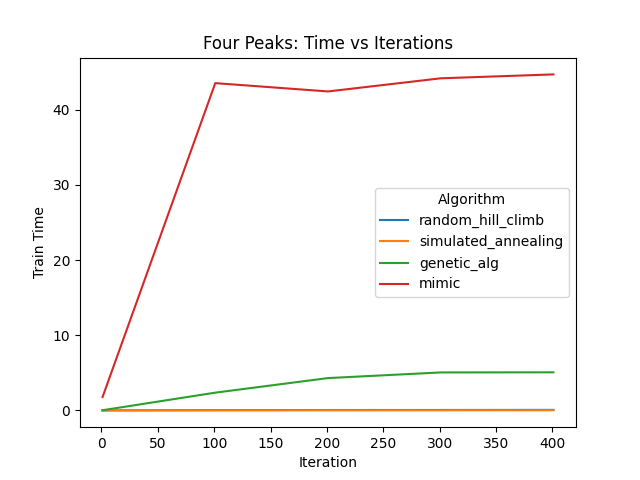 Four Peaks: Time vs Iterations
Train Time
40
30
20
10
0
Algorithm
random_hill_climb
simulated_annealing
genetic_alg
mimic
0 50 100 150 200 250 300 350 400
Iteration